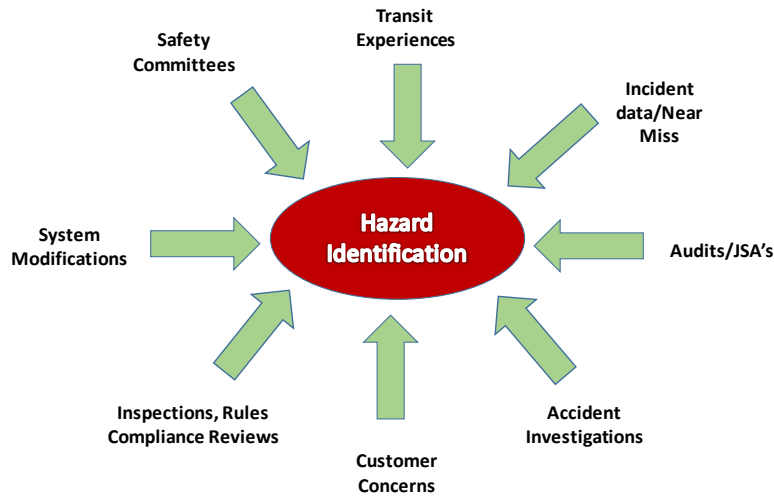 Transit
Experiences
Safety
Committees
Incident
data/Near
Miss
Hazard
Identification
System
Modifications
Audits/JSA's
Inspections, Rules
Compliance Reviews
Accident
Investigations
Customer
Concerns